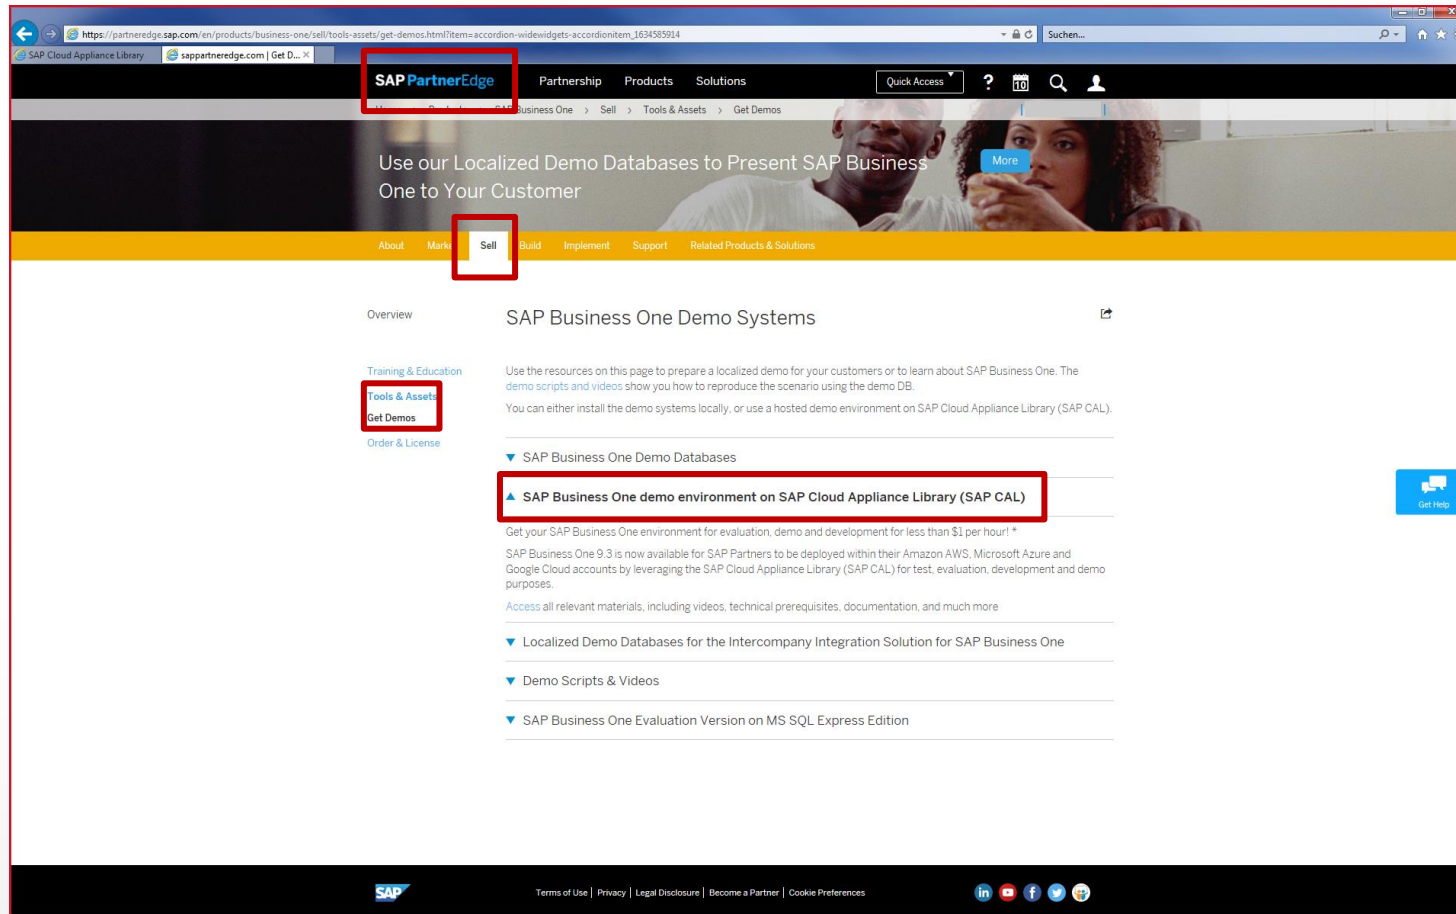 https://partneredge.sap.com/en/products/business-one/sell/tools-assets/get-demos.html?item=accordion-widewidgets-accordionitem_1634585914
Suchen...
SAP Cloud Appliance Library
sappartneredge.com | Get D...
SAP PartnerEdge
Partnership Products Solutions
Quick Access
10
SAP Business One > Sell > Tools & Assets > Get Demos
Use our Localized Demo Databases to Present SAP Business
One to Your Customer
More
About Market Sell Build Implement Support Related Products & Solutions
Overview
SAP Business One Demo Systems
Training & Education
Tools & Assets
Get Demos
Order & License
Use the resources on this page to prepare a localized demo for your customers or to learn about SAP Business One. The
demo scripts and videos show you how to reproduce the scenario using the demo DB.
You can either install the demo systems locally, or use a hosted demo environment on SAP Cloud Appliance Library (SAP CAL).
SAP Business One Demo Databases
SAP Business One demo environment on SAP Cloud Appliance Library (SAP CAL)
Get your SAP Business One environment for evaluation, demo and development for less than $1 per hour! *
SAP Business One 9.3 is now available for SAP Partners to be deployed within their Amazon AWS, Microsoft Azure and
Google Cloud accounts by leveraging the SAP Cloud Appliance Library (SAP CAL) for test, evaluation, development and demo
purposes.
Access all relevant materials, including videos, technical prerequisites, documentation, and much more
Localized Demo Databases for the Intercompany Integration Solution for SAP Business One
Demo Scripts & Videos
SAP Business One Evaluation Version on MS SQL Express Edition
Get Help
SAP
Terms of Use | Privacy | Legal Disclosure | Become a Partner | Cookie Preferences